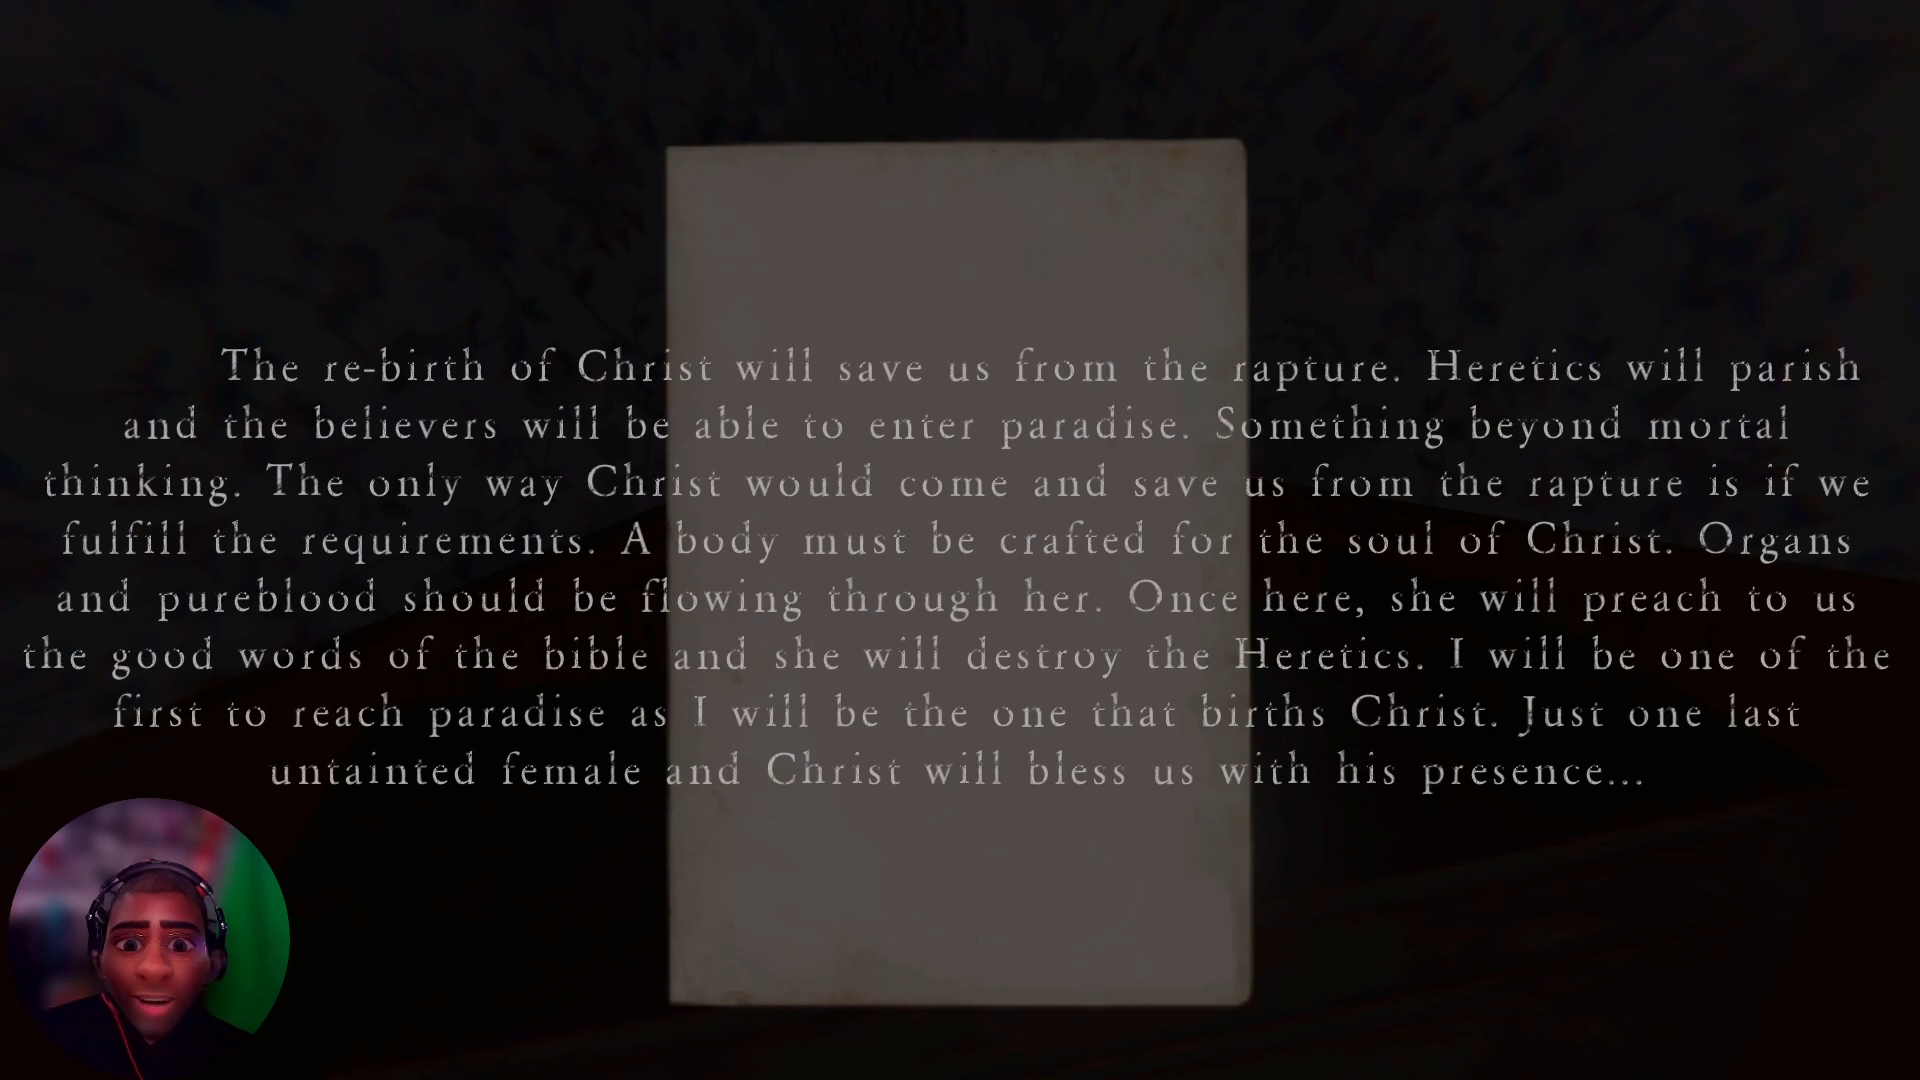 The re-birth of Christ will save us from the rapture. Heretics will parish
and the believers will be able to enter paradise. Something beyond mortal
thinking. The only way Christ would come and save us from the rapture is if we
fulfill the requirements. A body must be crafted for the soul of Christ. Organs
and pureblood should be flowing through her. Once here, she will preach to us
the good words of the bible and she will destroy the Heretics. I will be one of the
first to reach paradise as I will be the one that births Christ. Just one last
untainted female and Christ will bless us with his presence...